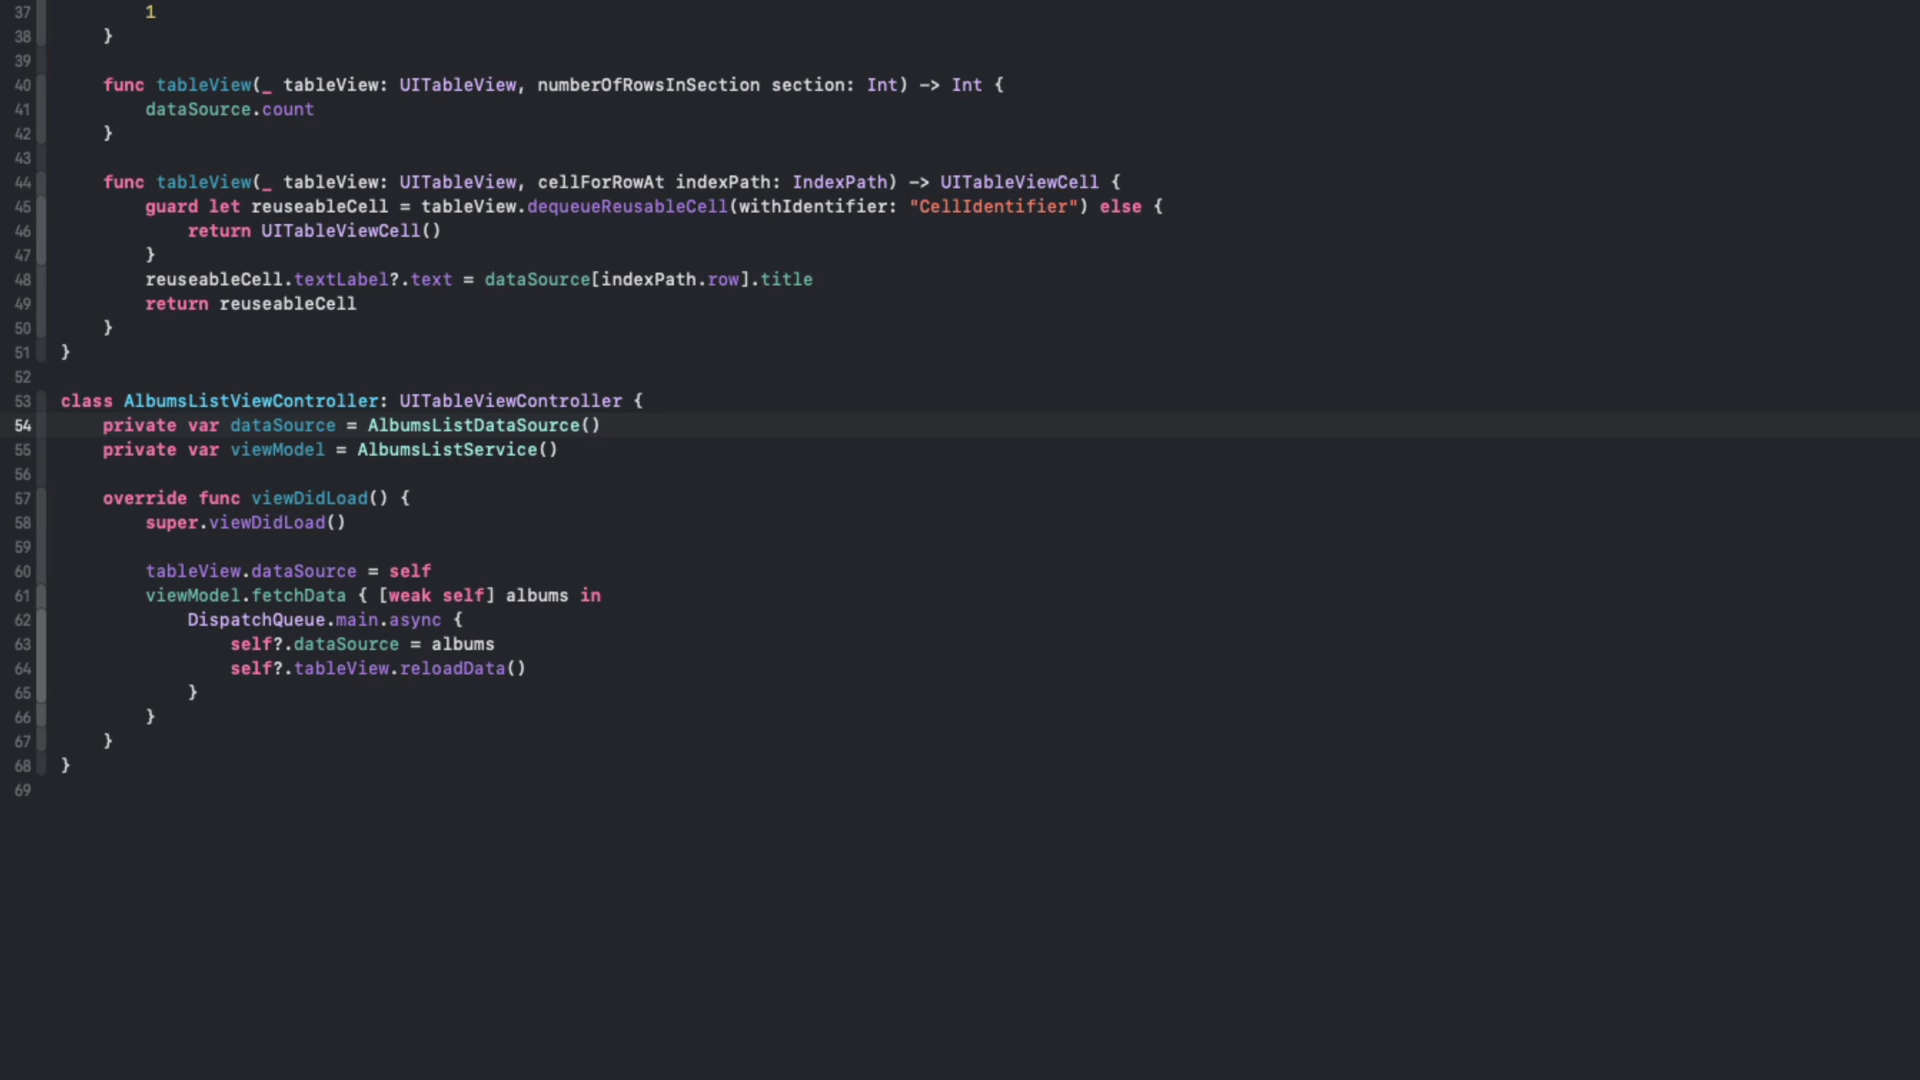 37 1
38 }
39
40 func tableView(_ tableView: UITableView, numberOfRowsInSection section: Int) -> Int {
41 dataSource.count
42 }
43
44 func tableView(_ tableView: UITableView, cellForRowAt indexPath: IndexPath) -> UITableViewCell {
45 guard let reuseableCell = tableView.dequeueReusableCell(withIdentifier: "CellIdentifier") else {
46 return UITableViewCell()
47 }
48 reuseableCell.textLabel?.text = dataSource[indexPath.row].title
49 return reuseableCell
50 }
51 }
52
53 class AlbumsListViewController: UITableViewController {
54 private var dataSource = AlbumsListDataSource()
55 private var viewModel = AlbumsListService()
56
57 override func viewDidLoad() {
58 super.viewDidLoad()
59
60 tableView.dataSource = self
61 viewModel.fetchData { [weak self] albums in
62 DispatchQueue.main.async {
63 self?.dataSource = albums
64 self?.tableView.reloadData()
65 }
66 }
67 }
68 }
69